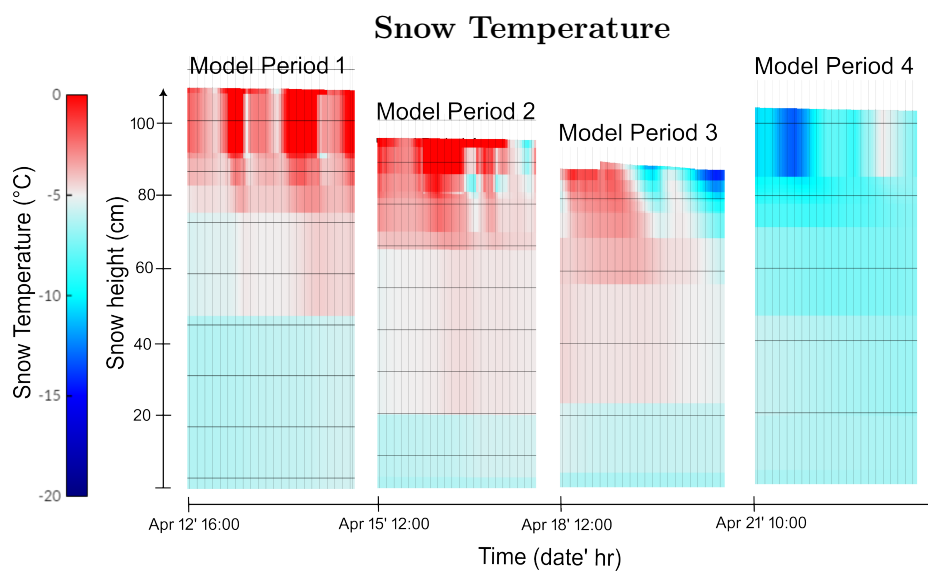 Snow Temperature
Model Period 1
Model Period 2
Model Period 3
Model Period 4
Snow Temperature (°C)
0
-5
-10
-15
-20
Snow height (cm)
100
80
60
40
20
Apr 12' 16:00
Apr 15' 12:00
Apr 18' 12:00
Apr 21' 10:00
Time (date' hr)